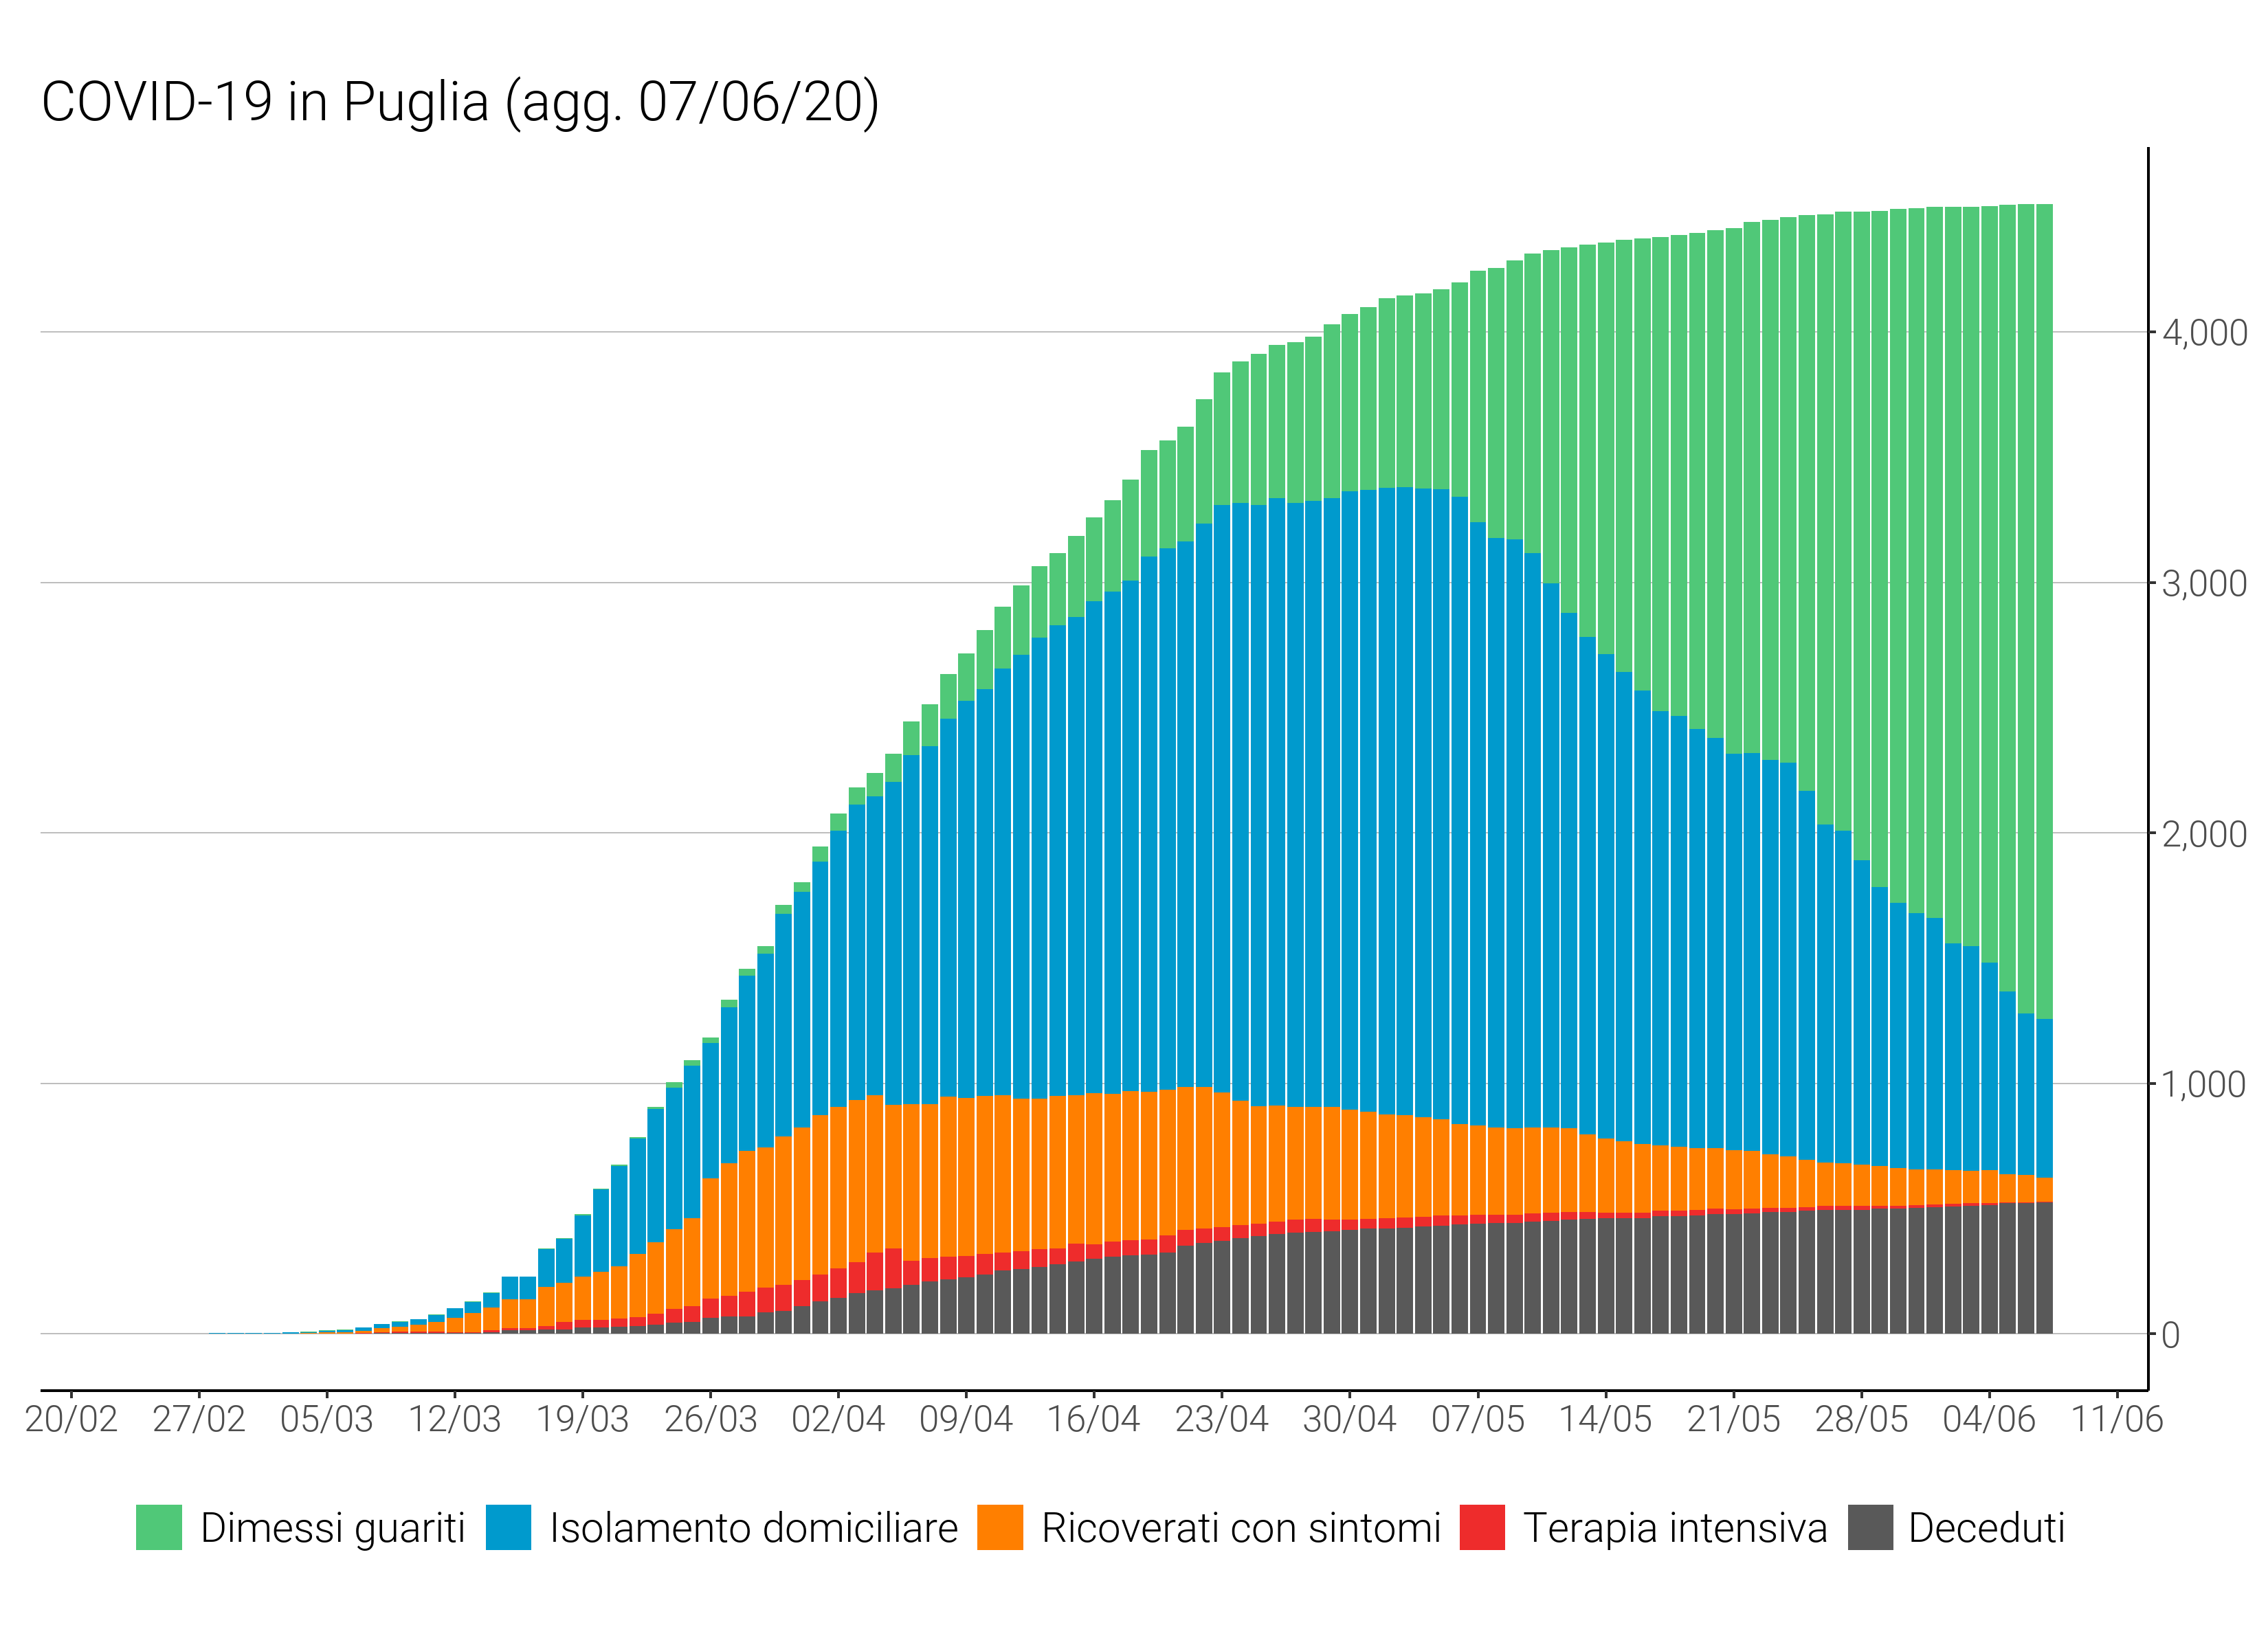 COVID-19 in Puglia (agg. 07/06/20)
4,000
3,000
2,000
1,000
0
20/02 27/02 05/03 12/03 19/03 26/03 02/04 09/04 16/04 23/04 30/04 07/05 14/05 21/05 28/05 04/06 11/06
Dimessi guariti Isolamento domiciliare Ricoverati con sintomi Terapia intensiva Deceduti